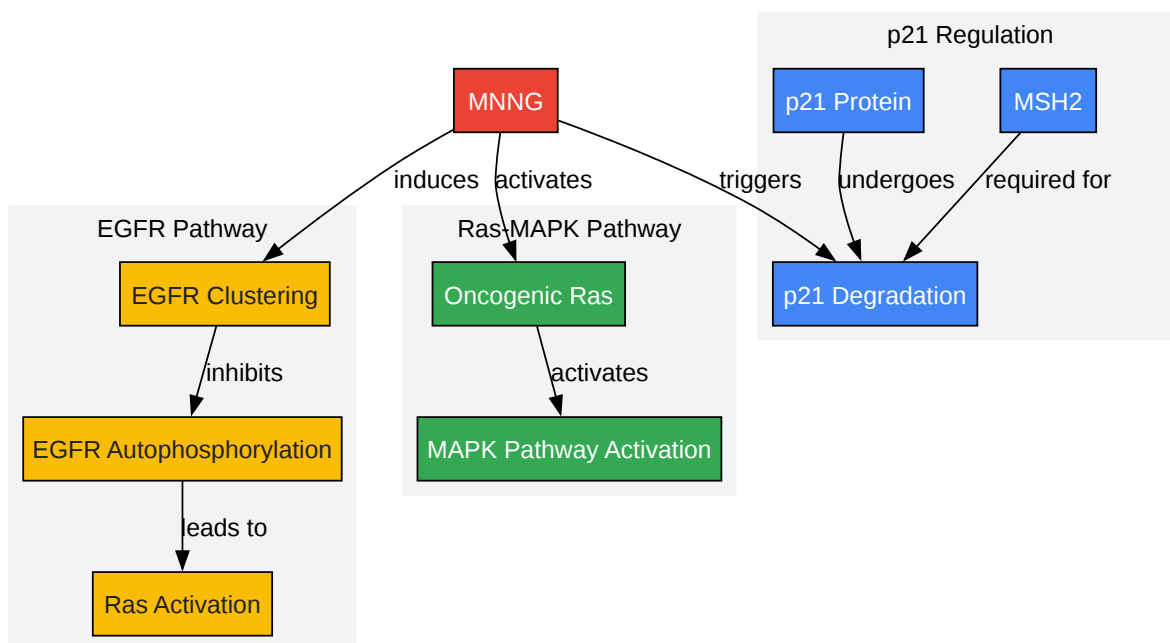 p21 Regulation
MNNG
p21 Protein
MSH2
induces
activates
triggers
undergoes
required for
EGFR Pathway
Ras-MAPK Pathway
EGFR Clustering
Oncogenic Ras
p21 Degradation
inhibits
activates
EGFR Autophosphorylation
MAPK Pathway Activation
leads to
Ras Activation